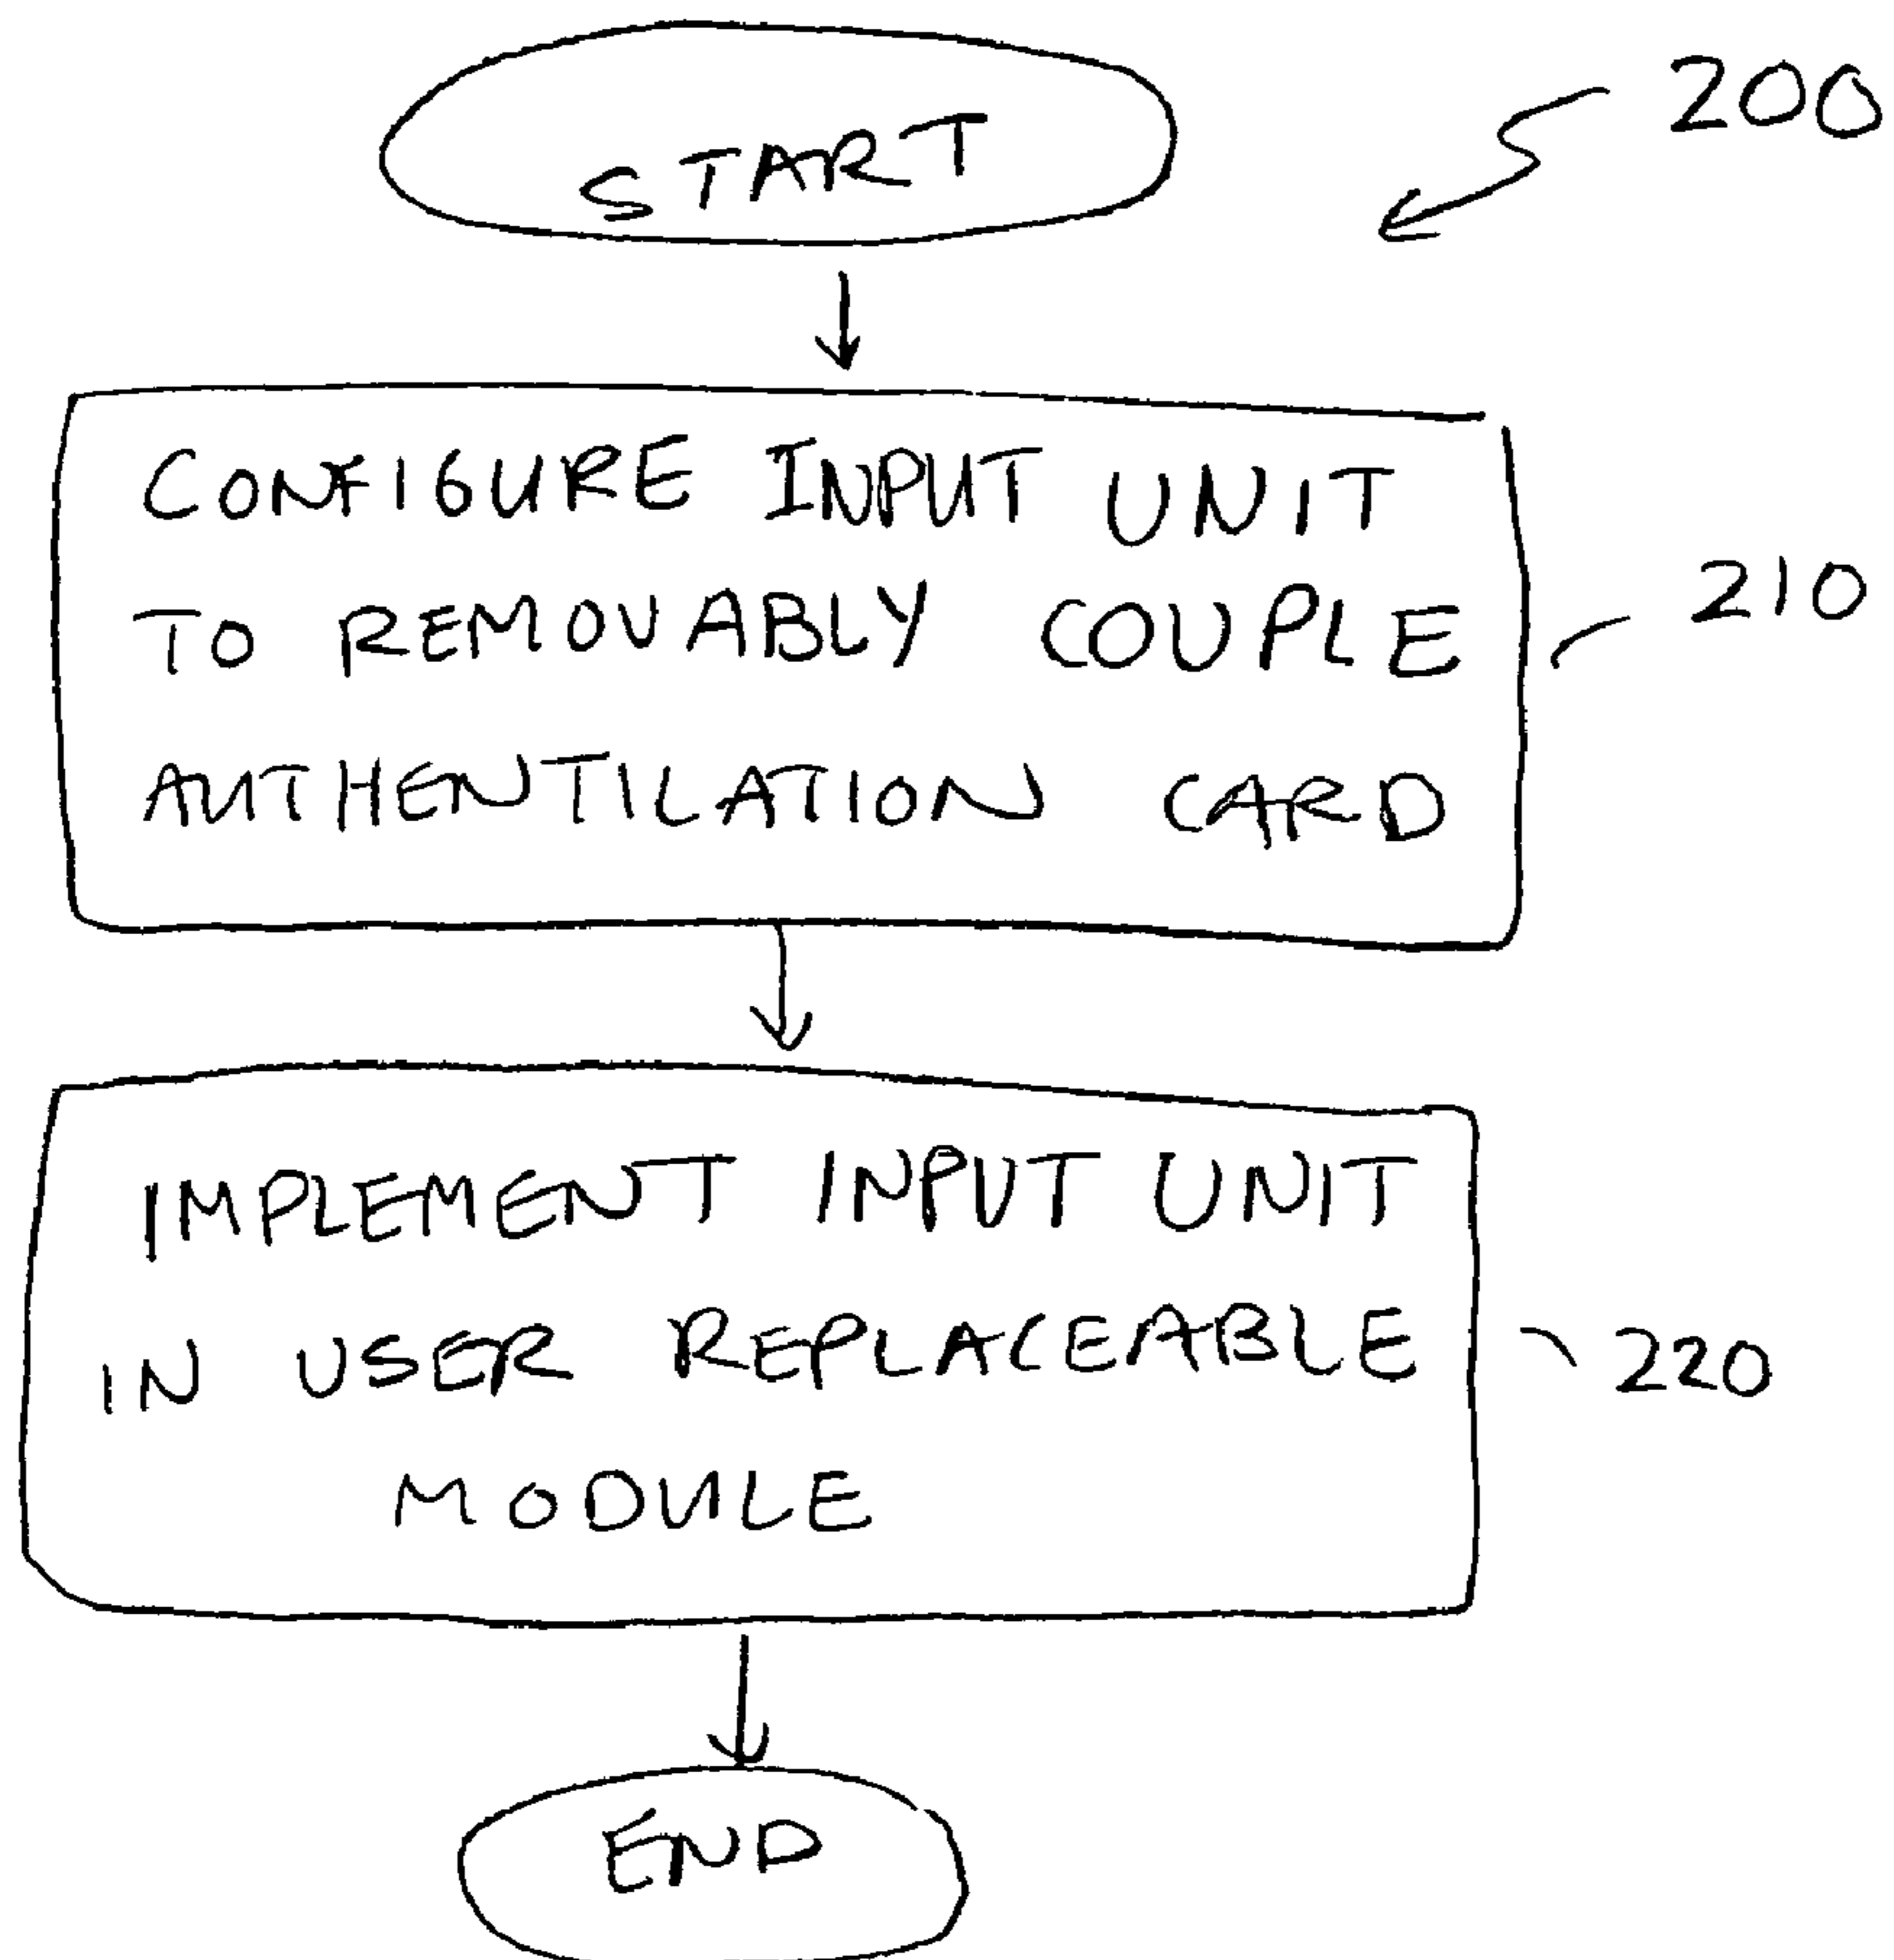 START
200
CONFIGURE INPUT UNIT
TO REMOVABLY COUPLE
210
AUTHENTICATION CARD
IMPLEMENT INPUT UNIT
IN USER REPLACEABLE
220
MODULE
END